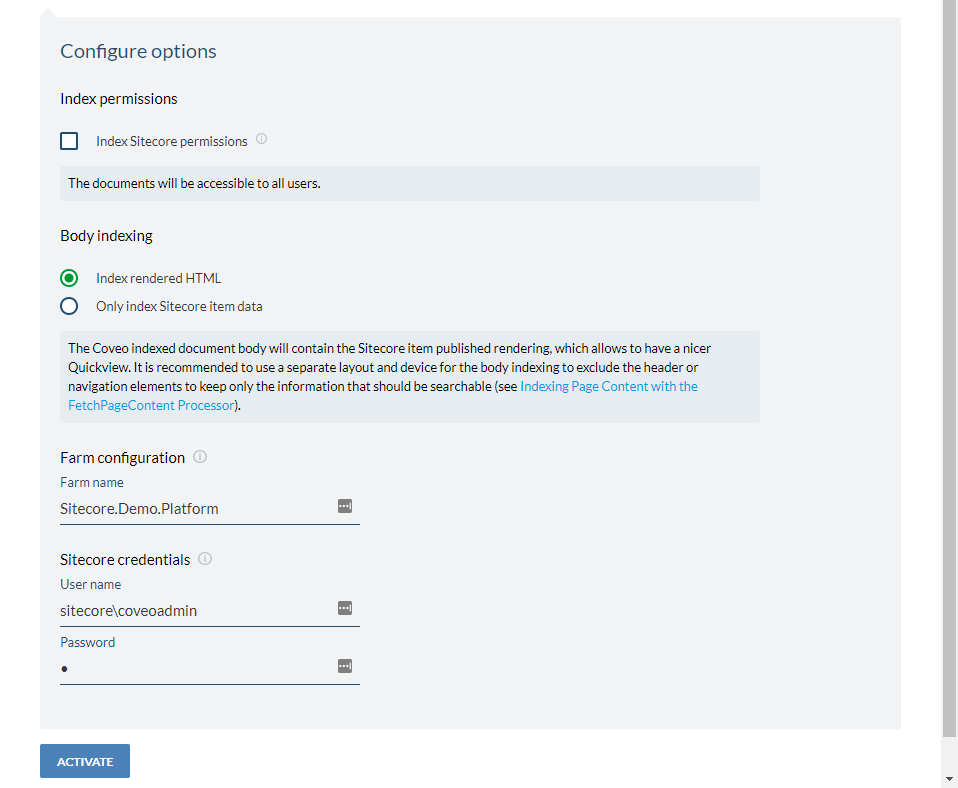 Configure options
Index permissions
Index Sitecore permissions
The documents will be accessible to all users.
Body indexing
Index rendered HTML
Only index Sitecore item data
The Coveo indexed document body will contain the Sitecore item published rendering, which allows to have a nicer
Quickview. It is recommended to use a separate layout and device for the body indexing to exclude the header or
navigation elements to keep only the information that should be searchable (see Indexing Page Content with the
FetchPageContent Processor).
Farm configuration
Farm name
Sitecore.Demo.Platform
Sitecore credentials
User name
sitecore\coveoadmin
Password
•
ACTIVATE